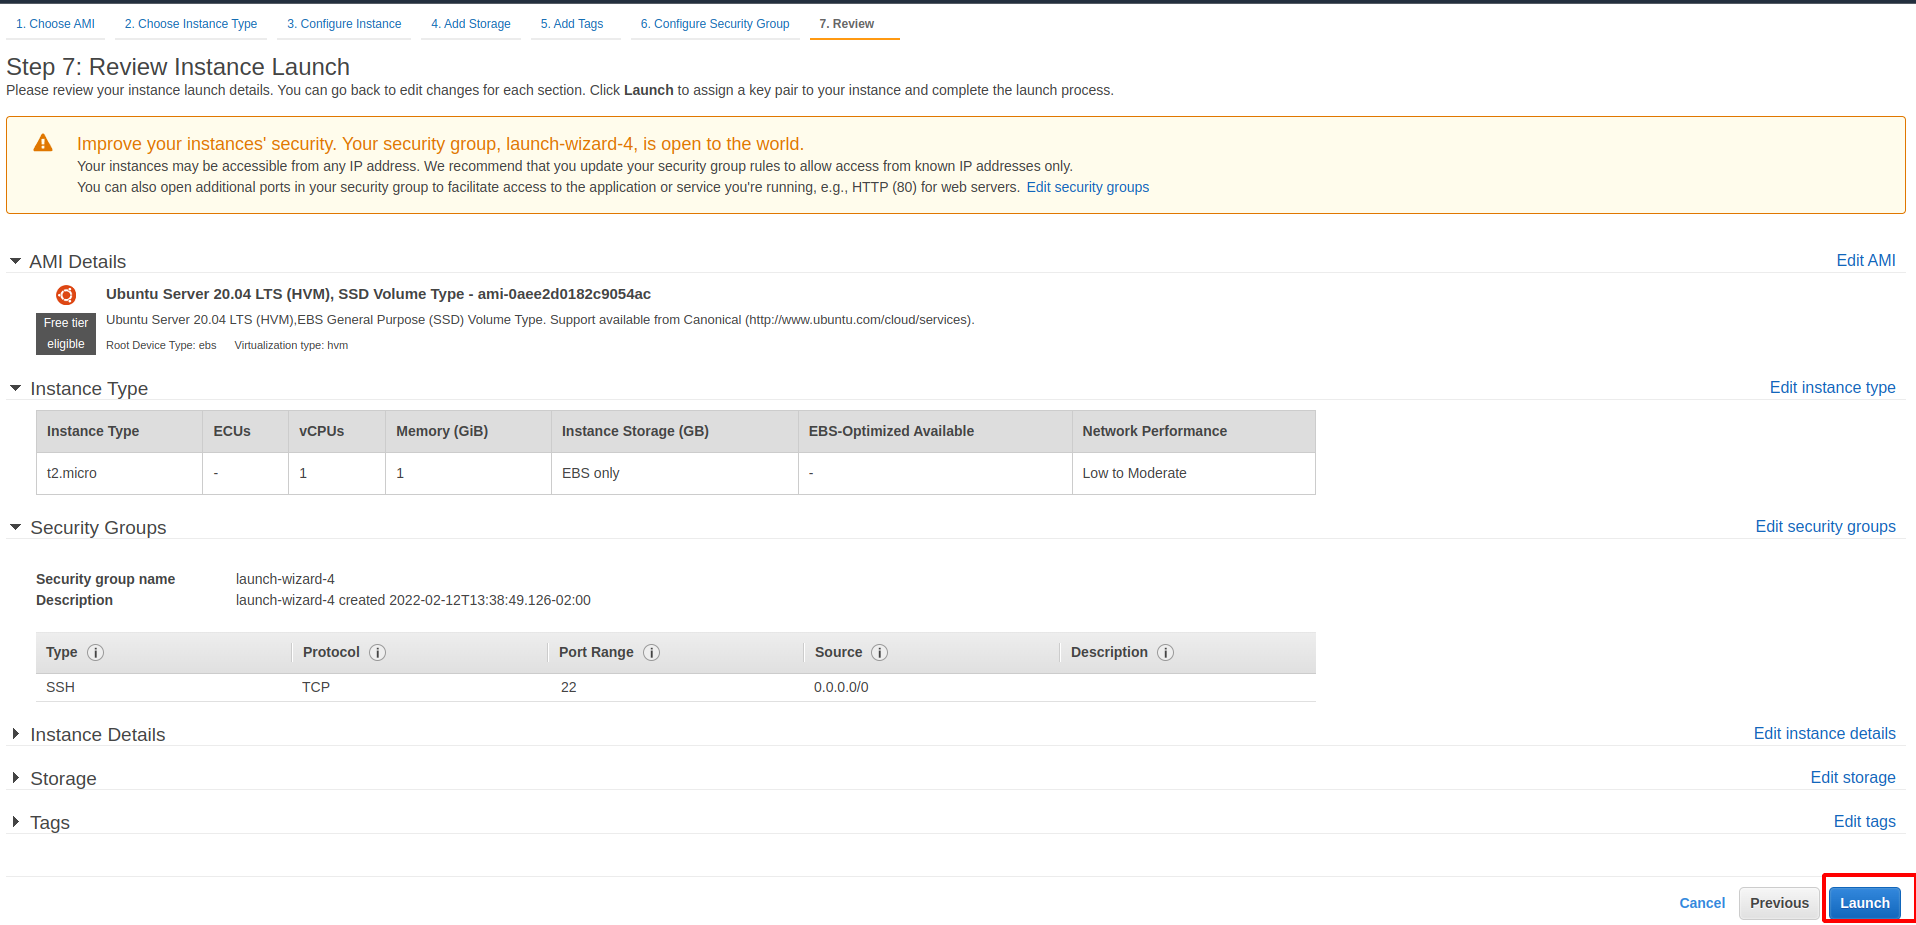 1. Choose AMI 2. Choose Instance Type 3. Configure Instance 4. Add Storage 5. Add Tags 6. Configure Security Group 7. Review
Step 7: Review Instance Launch
Please review your instance launch details. You can go back to edit changes for each section. Click Launch to assign a key pair to your instance and complete the launch process.
Improve your instances' security. Your security group, launch-wizard-4, is open to the world.
Your instances may be accessible from any IP address. We recommend that you update your security group rules to allow access from known IP addresses only.
You can also open additional ports in your security group to facilitate access to the application or service you're running, e.g., HTTP (80) for web servers. Edit security groups
AMI Details Edit AMI
Ubuntu Server 20.04 LTS (HVM), SSD Volume Type - ami-0aee2d0182c9054ac
Free tier eligible
Ubuntu Server 20.04 LTS (HVM),EBS General Purpose (SSD) Volume Type. Support available from Canonical (http://www.ubuntu.com/cloud/services).
Root Device Type: ebs Virtualization type: hvm
Instance Type Edit instance type
Instance Type ECUs vCPUs Memory (GiB) Instance Storage (GB) EBS-Optimized Available Network Performance
t2.micro - 1 1 EBS only - Low to Moderate
Security Groups Edit security groups
Security group name launch-wizard-4
Description launch-wizard-4 created 2022-02-12T13:38:49.126-02:00
Type Protocol Port Range Source Description
SSH TCP 22 0.0.0.0/0
Instance Details Edit instance details
Storage Edit storage
Tags Edit tags
Cancel Previous Launch